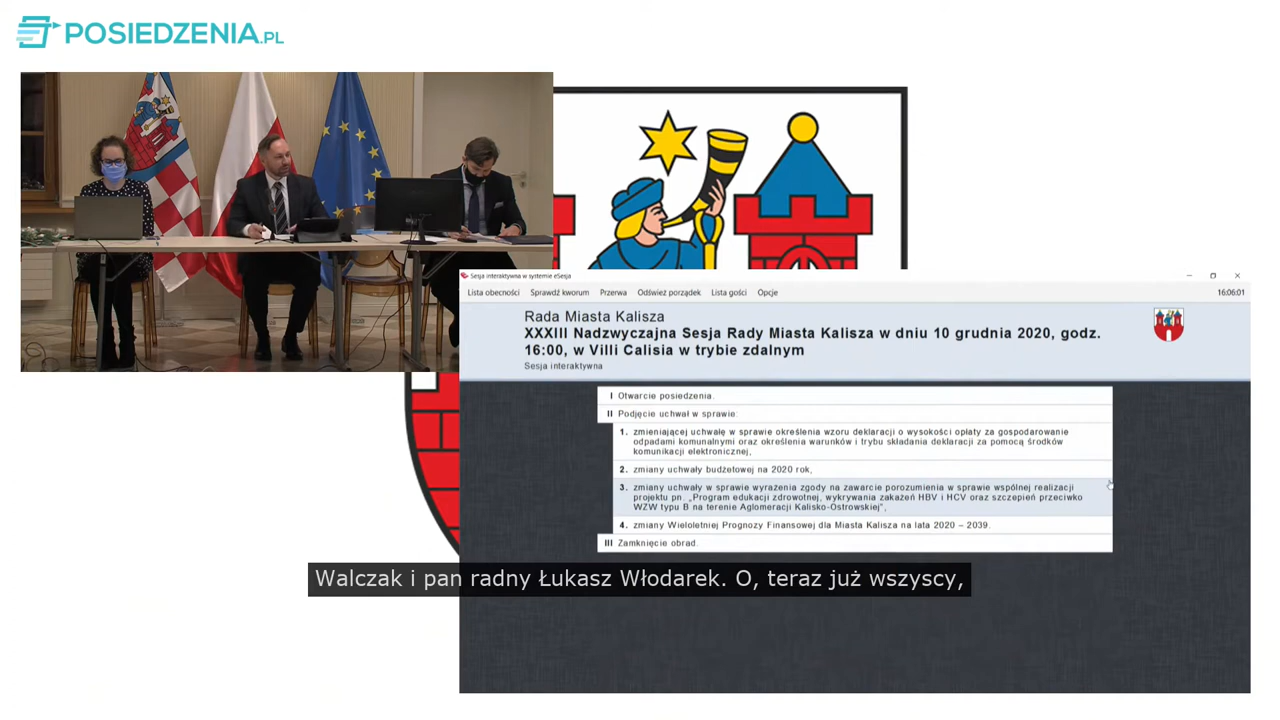 POSIEDZENIA.PL
Sesja interaktywna w systemie eSesja
Lista obecności Sprawdź kworum Przerwa Odśwież porządek Lista gości Opcje 16:06:01
Rada Miasta Kalisza
XXXIII Nadzwyczajna Sesja Rady Miasta Kalisza w dniu 10 grudnia 2020, godz.
16:00, w Villi Calisia w trybie zdalnym
Sesja interaktywna
I Otwarcie posiedzenia.
II Podjęcie uchwał w sprawie:
1. zmieniającej uchwałę w sprawie określenia wzoru deklaracji o wysokości opłaty za gospodarowanie
odpadami komunalnymi oraz określenia warunków i trybu składania deklaracji za pomocą środków
komunikacji elektronicznej,
2. zmiany uchwały budżetowej na 2020 rok,
3. zmiany uchwały w sprawie wyrażenia zgody na zawarcie porozumienia w sprawie wspólnej realizacji
projektu pn. „Program edukacji zdrowotnej, wykrywania zakażeń HBV i HCV oraz szczepień przeciwko
WZW typu B na terenie Aglomeracji Kalisko-Ostrowskiej",
4. zmiany Wieloletniej Prognozy Finansowej dla Miasta Kalisza na lata 2020 – 2039.
III Zamknięcie obrad.
Walczak i pan radny Łukasz Włodarek. O, teraz już wszyscy,